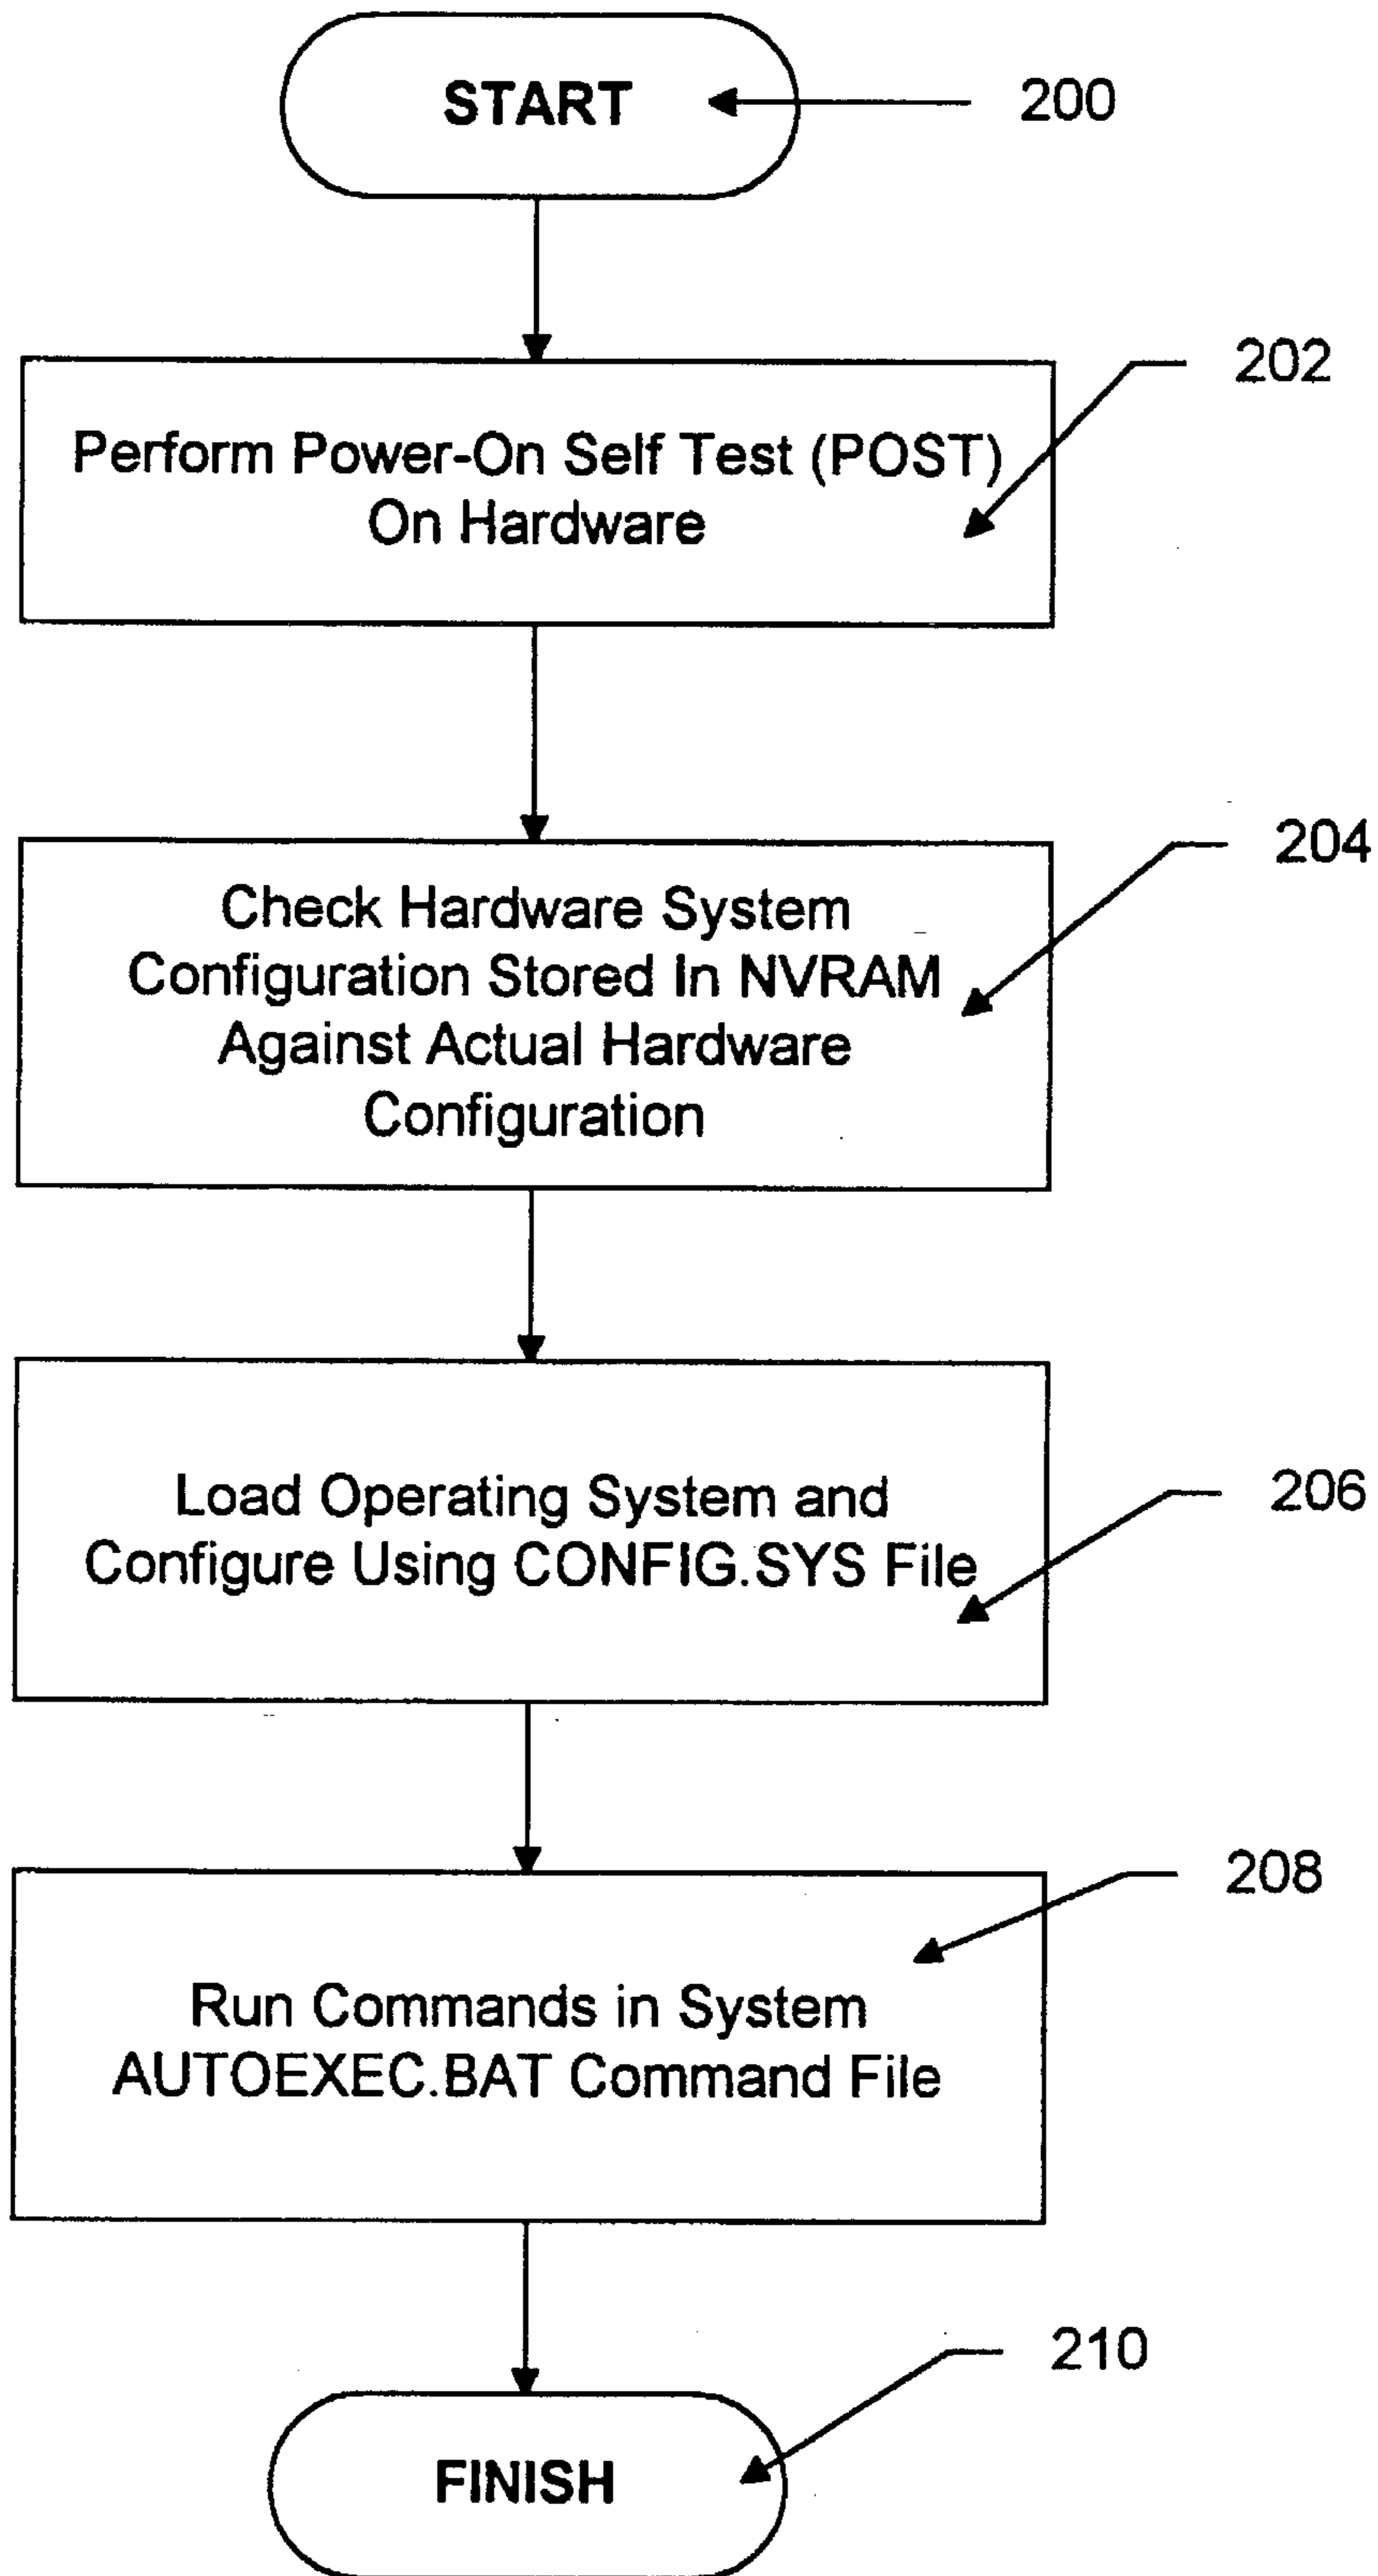 START
200
202
Perform Power-On Self Test (POST)
On Hardware
204
Check Hardware System
Configuration Stored In NVRAM
Against Actual Hardware
Configuration
206
Load Operating System and
Configure Using CONFIG.SYS File
208
Run Commands in System
AUTOEXEC.BAT Command File
210
FINISH